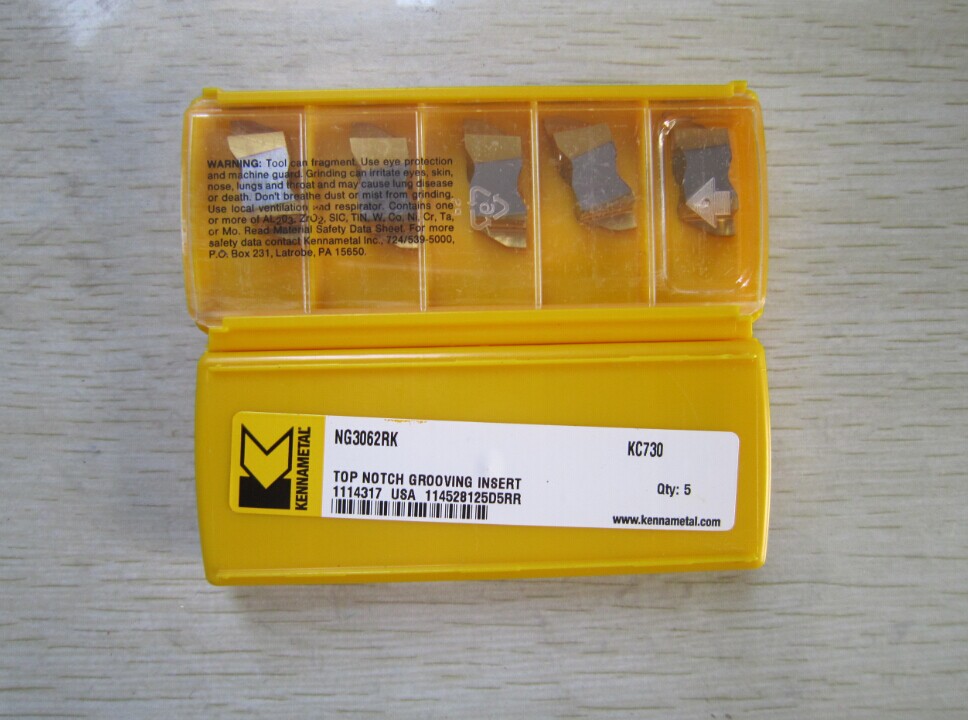 WARNING: Tool can fragment. Use eye protection
and machine guard. Grinding can irritate eyes, skin,
nose, lungs and throat and may cause lung disease
or death. Don't breathe dust or mist from grinding.
Use local ventilation and respirator. Contains one
or more of AL2O3, ZrO2, SIC, TIN, W, Co, Ni, Cr, Ta,
or Mo. Read Material Safety Data Sheet. For more
safety data contact Kennametal Inc., 724/539-5000,
P.O. Box 231, Latrobe, PA 15650.
KENNAMETAL
NG3062RK
KC730
TOP NOTCH GROOVING INSERT
1114317 USA 114528125D5RR
Qty: 5
www.kennametal.com